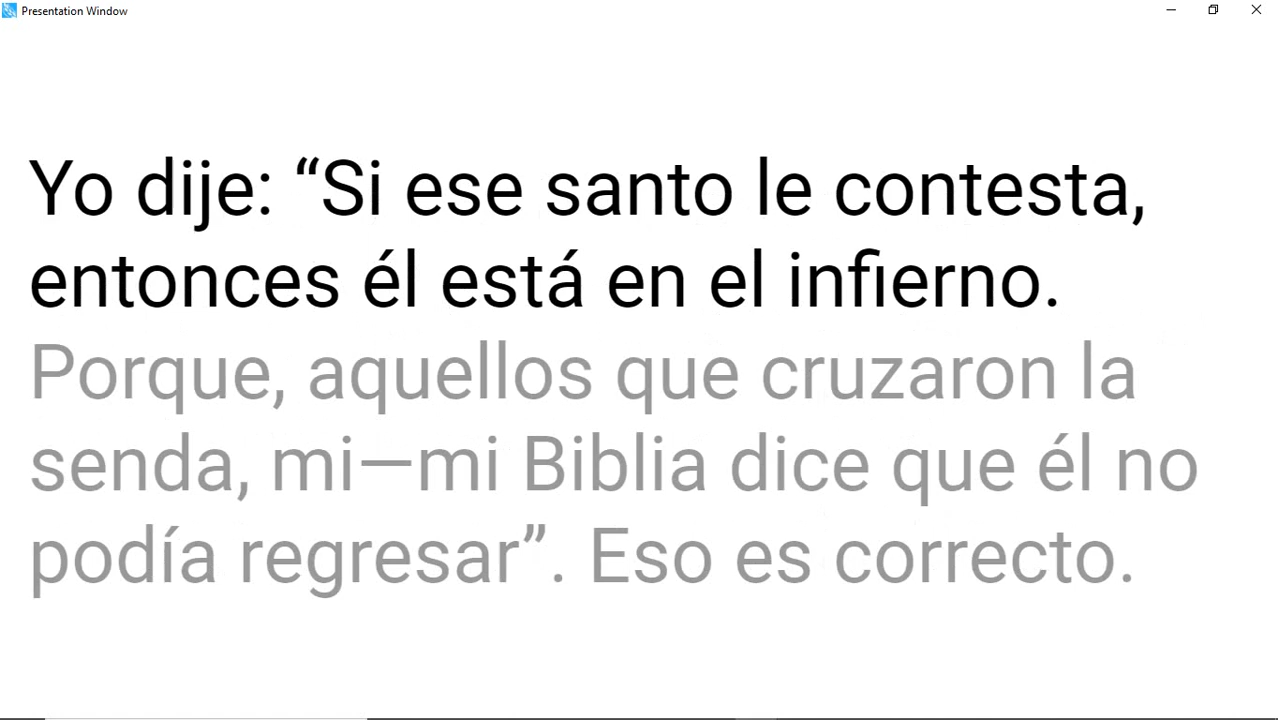 Presentation Window
Yo dije: “Si ese santo le contesta,
entonces él está en el infierno.
Porque, aquellos que cruzaron la
senda, mi—mi Biblia dice que él no
podía regresar”. Eso es correcto.